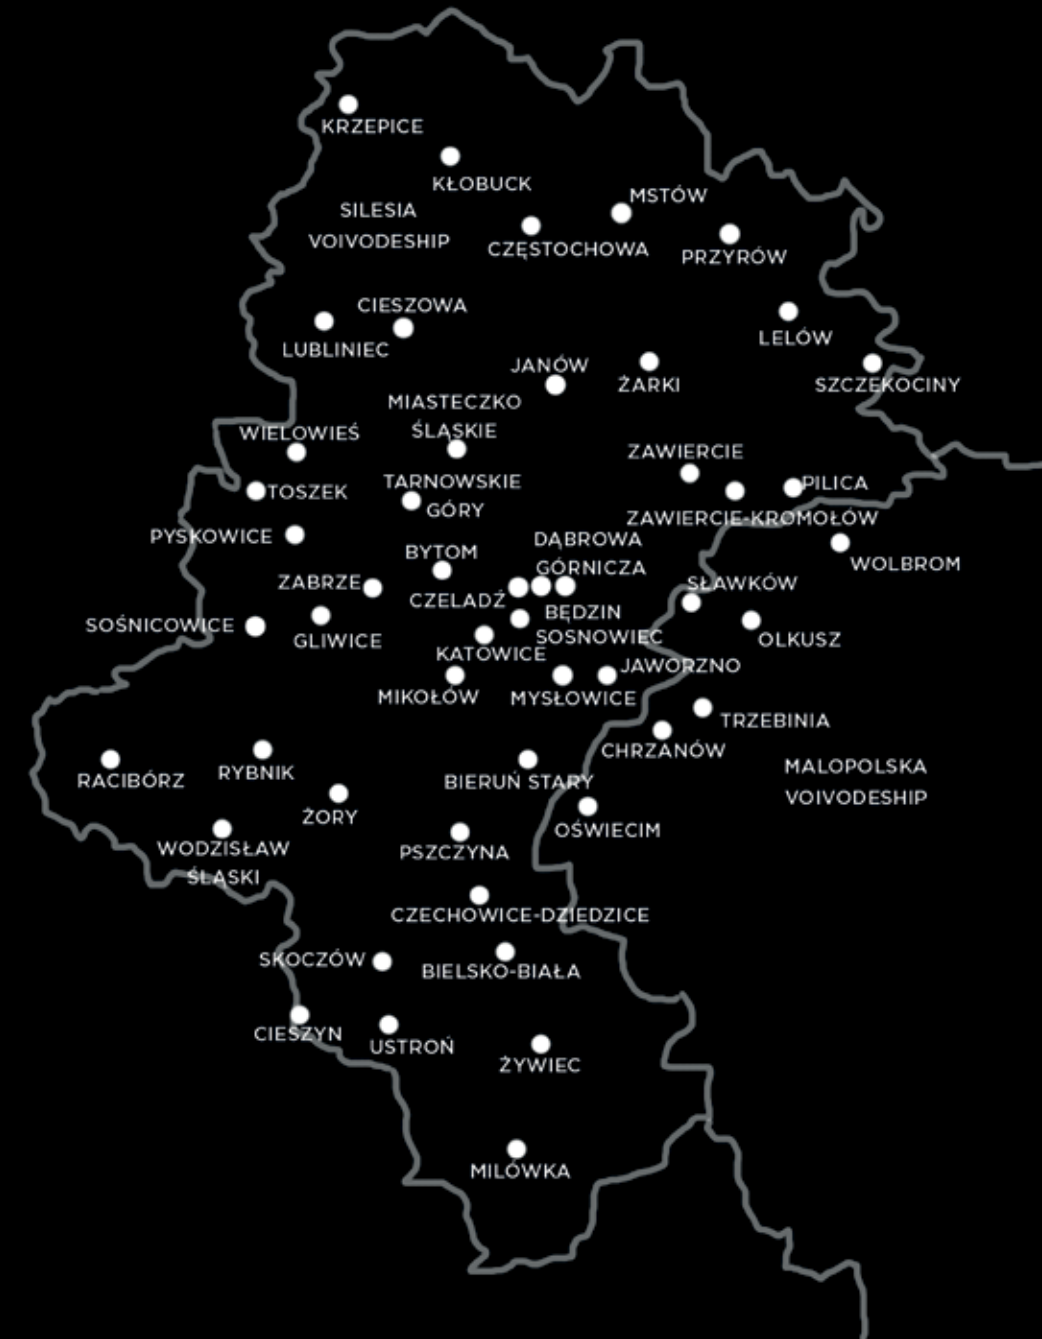 KRZEPICE
KŁOBUCK
MSTÓW
SILESIA
VOIVODESHIP
CZĘSTOCHOWA
PRZYRÓW
CIESZOWA
LUBLINIEC
LELÓW
JANÓW
ŻARKI
SZCZEKOCINY
MIASTECZKO
ŚLĄSKIE
WIELOWIEŚ
ZAWIERCIE
TOSZEK
TARNOWSKIE
GÓRY
PILICA
ZAWIERCIE-KROMOŁÓW
PYSKOWICE
DĄBROWA
GÓRNICZA
BYTOM
WOLBROM
ZABRZE
CZELADŹ
SŁAWKÓW
BĘDZIN
SOŚNICOWICE
GLIWICE
SOSNOWIEC
OLKUSZ
KATOWICE
JAWORZNO
MIKOŁÓW
MYSŁOWICE
TRZEBINIA
CHRZANÓW
MALOPOLSKA
VOIVODESHIP
RACIBÓRZ
RYBNIK
BIERUŃ STARY
ŻORY
OŚWIECIM
WODZISŁAW
ŚLĄSKI
PSZCZYNA
CZECHOWICE-DZIEDZICE
SKOCZÓW
BIELSKO-BIAŁA
CIESZYN
USTROŃ
ŻYWIEC
MILÓWKA